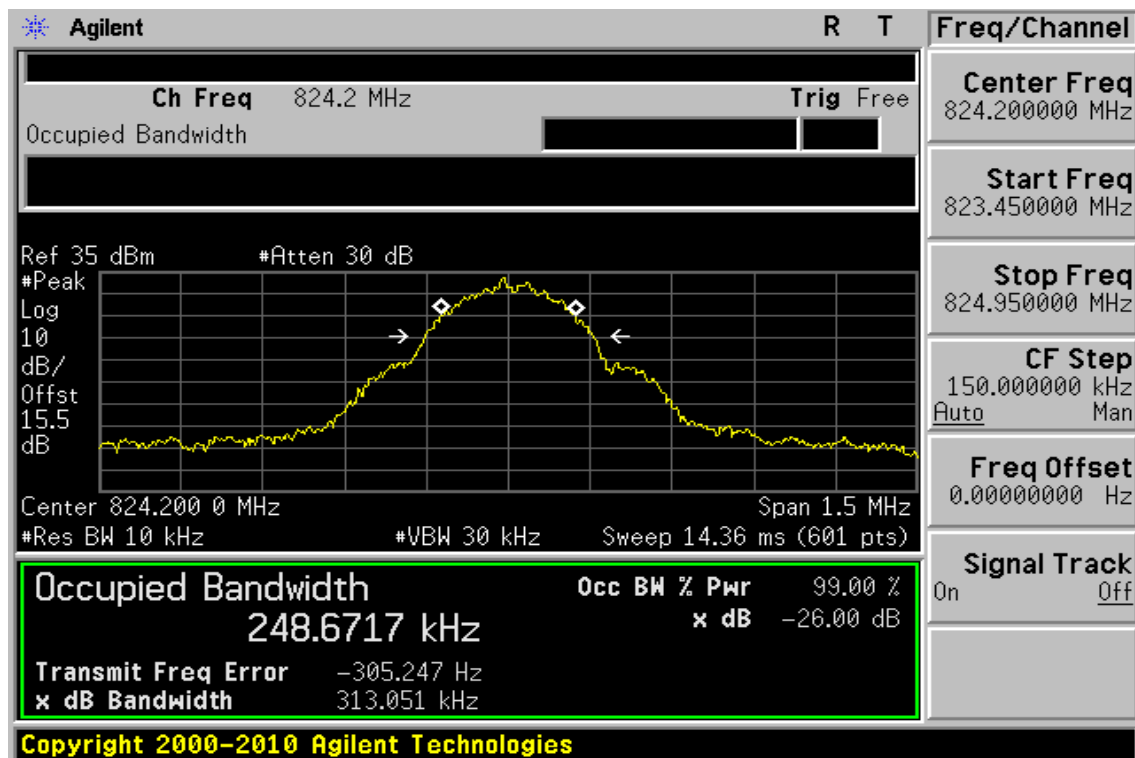 Agilent R T
Freq/Channel
Ch Freq 824.2 MHz Trig Free
Occupied Bandwidth
Center Freq
824.200000 MHz
Start Freq
823.450000 MHz
Stop Freq
824.950000 MHz
CF Step
150.000000 kHz
Auto Man
Freq Offset
0.00000000 Hz
Signal Track
On Off
Ref 35 dBm #Atten 30 dB
#Peak
Log
10
dB/
Offst
15.5
dB
Center 824.200 0 MHz Span 1.5 MHz
#Res BW 10 kHz #VBW 30 kHz Sweep 14.36 ms (601 pts)
Occupied Bandwidth
248.6717 kHz
Occ BW % Pwr 99.00 %
x dB -26.00 dB
Transmit Freq Error -305.247 Hz
x dB Bandwidth 313.051 kHz
Copyright 2000-2010 Agilent Technologies